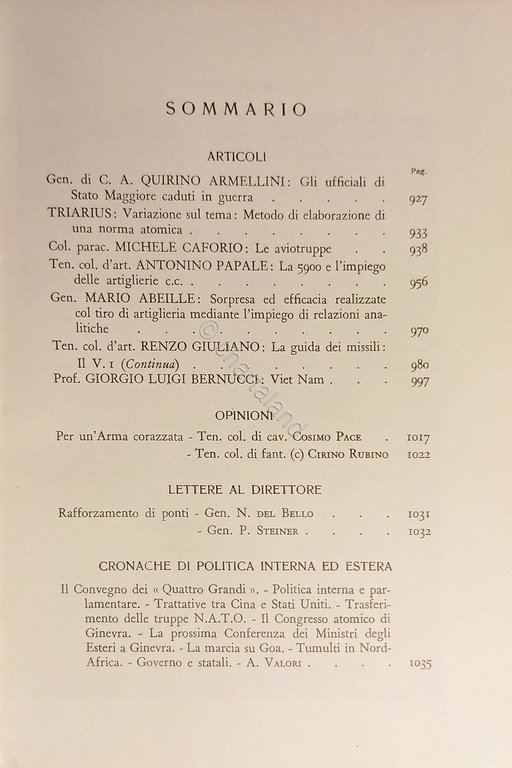 SOMMARIO
ARTICOLI
Pag.
Gen. di C. A. QUIRINO ARMELLINI: Gli ufficiali di
Stato Maggiore caduti in guerra . . . . . 927
TRIARIUS: Variazione sul tema: Metodo di elaborazione di
una norma atomica . . . . . . . . 933
Col. parac. MICHELE CAFORIO: Le aviotruppe . . 938
Ten. col. d'art. ANTONINO PAPALE: La 5900 e l'impiego
delle artiglierie c.c. . . . . . . . . 956
Gen. MARIO ABEILLE: Sorpresa ed efficacia realizzate
col tiro di artiglieria mediante l'impiego di relazioni ana-
litiche . . . . . . . . . . . 970
Ten. col. d'art. RENZO GIULIANO: La guida dei missili:
Il V. 1 (Continua) . . . . . . . . 980
Prof. GIORGIO LUIGI BERNUCCI: Viet Nam . . . 997
OPINIONI
Per un'Arma corazzata - Ten. col. di cav. COSIMO PACE . 1017
- Ten. col. di fant. (c) CIRINO RUBINO 1022
LETTERE AL DIRETTORE
Rafforzamento di ponti - Gen. N. DEL BELLO . . . 1031
- Gen. P. STEINER . . . . 1032
CRONACHE DI POLITICA INTERNA ED ESTERA
Il Convegno dei « Quattro Grandi ». - Politica interna e par-
lamentare. - Trattative tra Cina e Stati Uniti. - Trasferi-
mento delle truppe N.A.T.O. - Il Congresso atomico di
Ginevra. - La prossima Conferenza dei Ministri degli
Esteri a Ginevra. - La marcia su Goa. - Tumulti in Nord-
Africa. - Governo e statali. - A. VALORI . . . . 1035
© chartaland